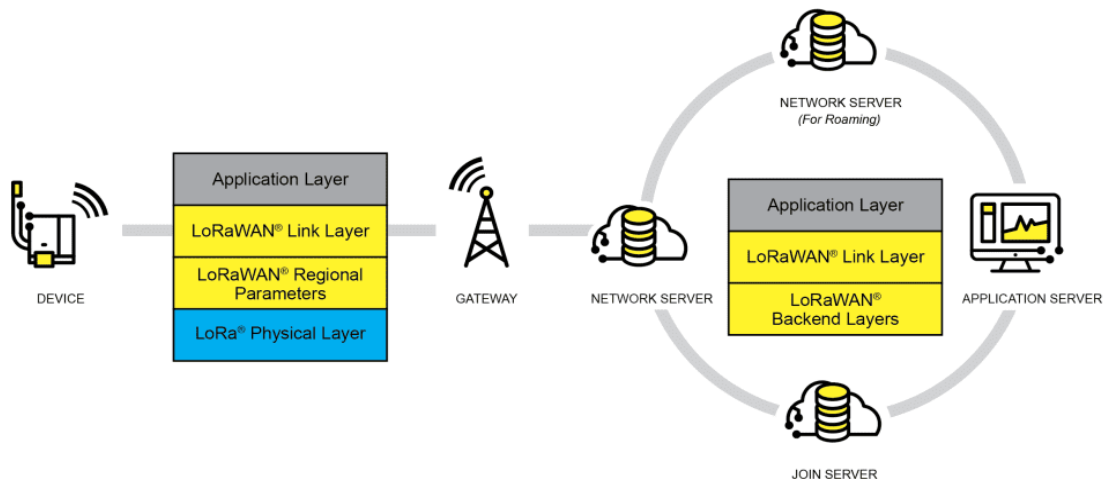 NETWORK SERVER
(For Roaming)
Application Layer
LoRaWAN® Link Layer
LoRaWAN® Regional
Parameters
LoRa® Physical Layer
Application Layer
LoRaWAN® Link Layer
LoRaWAN®
Backend Layers
DEVICE
GATEWAY
NETWORK SERVER
APPLICATION SERVER
JOIN SERVER